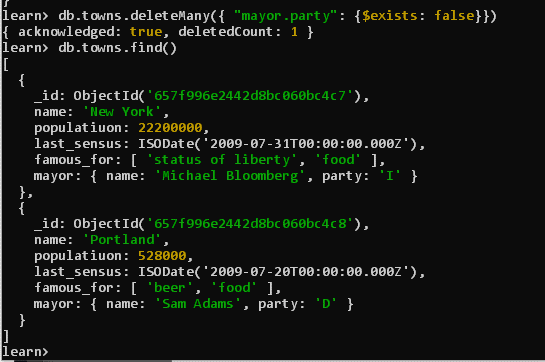 }
learn> db.towns.deleteMany({ "mayor.party": {$exists: false}})
{ acknowledged: true, deletedCount: 1 }
learn> db.towns.find()
[
  {
    _id: ObjectId('657f996e2442d8bc060bc4c7'),
    name: 'New York',
    populatiuon: 22200000,
    last_sensus: ISODate('2009-07-31T00:00:00.000Z'),
    famous_for: [ 'status of liberty', 'food' ],
    mayor: { name: 'Michael Bloomberg', party: 'I' }
  },
  {
    _id: ObjectId('657f996e2442d8bc060bc4c8'),
    name: 'Portland',
    populatiuon: 528000,
    last_sensus: ISODate('2009-07-20T00:00:00.000Z'),
    famous_for: [ 'beer', 'food' ],
    mayor: { name: 'Sam Adams', party: 'D' }
  }
]
learn>